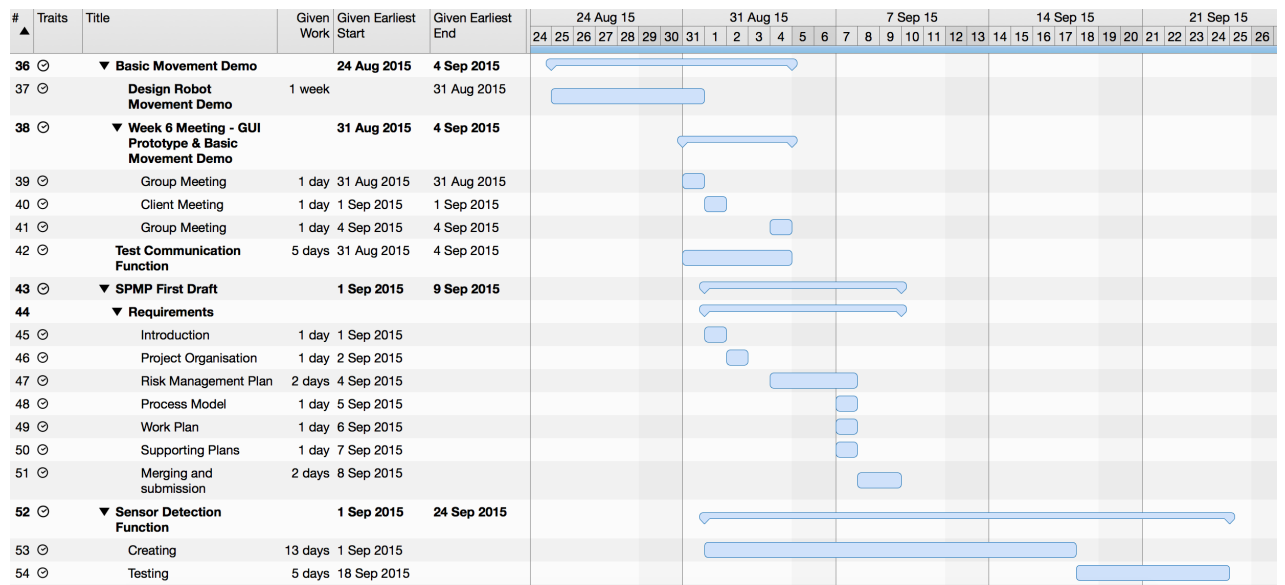 # Traits Title Given Work Given Earliest Start Given Earliest End 24 Aug 15 31 Aug 15 7 Sep 15 14 Sep 15 21 Sep 15
24 25 26 27 28 29 30 31 1 2 3 4 5 6 7 8 9 10 11 12 13 14 15 16 17 18 19 20 21 22 23 24 25 26
36 Basic Movement Demo 24 Aug 2015 4 Sep 2015
37 Design Robot 1 week 31 Aug 2015
Movement Demo
38 Week 6 Meeting - GUI 31 Aug 2015 4 Sep 2015
Prototype & Basic
Movement Demo
39 Group Meeting 1 day 31 Aug 2015 31 Aug 2015
40 Client Meeting 1 day 1 Sep 2015 1 Sep 2015
41 Group Meeting 1 day 4 Sep 2015 4 Sep 2015
42 Test Communication 5 days 31 Aug 2015 4 Sep 2015
Function
43 SPMP First Draft 1 Sep 2015 9 Sep 2015
44 Requirements
45 Introduction 1 day 1 Sep 2015
46 Project Organisation 1 day 2 Sep 2015
47 Risk Management Plan 2 days 4 Sep 2015
48 Process Model 1 day 5 Sep 2015
49 Work Plan 1 day 6 Sep 2015
50 Supporting Plans 1 day 7 Sep 2015
51 Merging and 2 days 8 Sep 2015
submission
52 Sensor Detection 1 Sep 2015 24 Sep 2015
Function
53 Creating 13 days 1 Sep 2015
54 Testing 5 days 18 Sep 2015